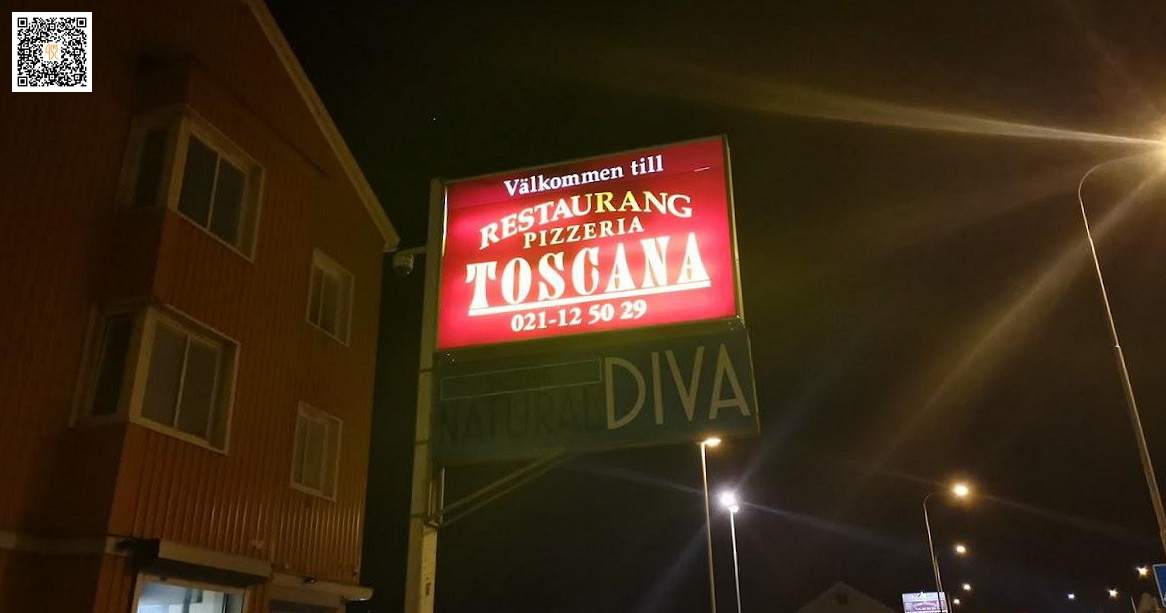 Välkommen till
RESTAURANG
PIZZERIA
TOSCANA
021-12 50 29
NATURAL DIVA